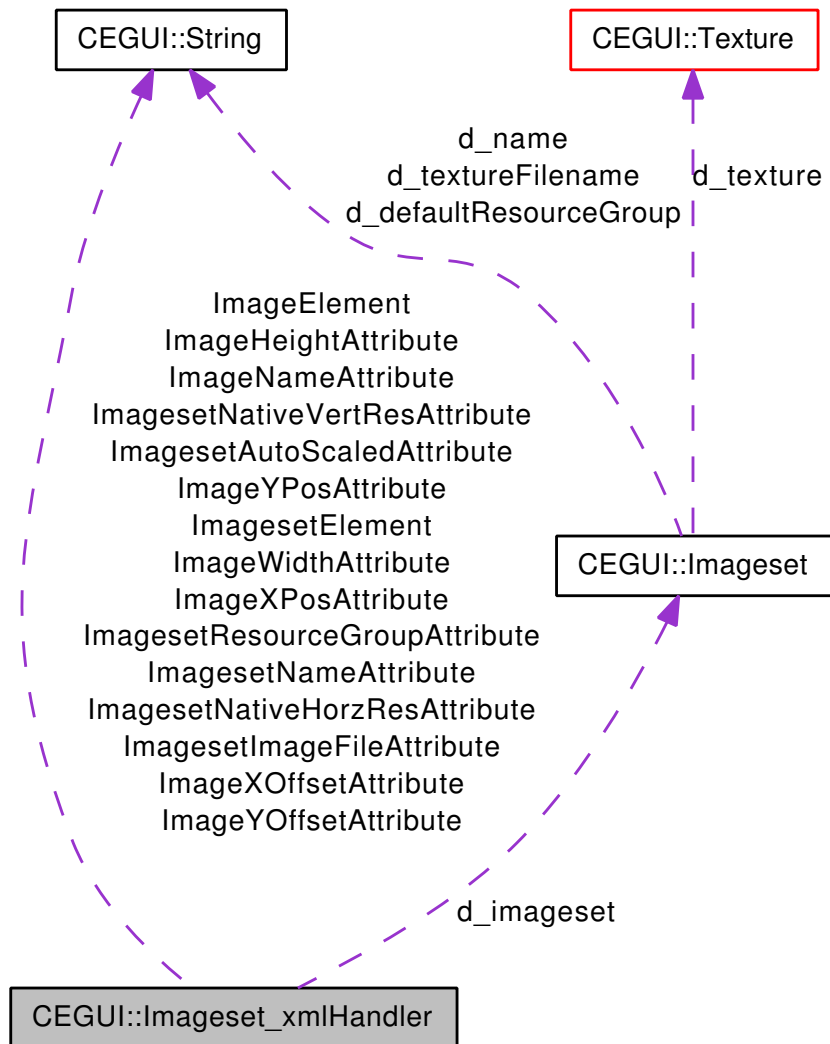 CEGUI::String
CEGUI::Texture
d_name
d_textureFilename
d_texture
d_defaultResourceGroup
ImageElement
ImageHeightAttribute
ImageNameAttribute
ImagesetNativeVertResAttribute
ImagesetAutoScaledAttribute
ImageYPosAttribute
ImagesetElement
ImageWidthAttribute
CEGUI::Imageset
ImageXPosAttribute
ImagesetResourceGroupAttribute
ImagesetNameAttribute
ImagesetNativeHorzResAttribute
ImagesetImageFileAttribute
ImageXOffsetAttribute
ImageYOffsetAttribute
d_imageset
CEGUI::Imageset_xmlHandler